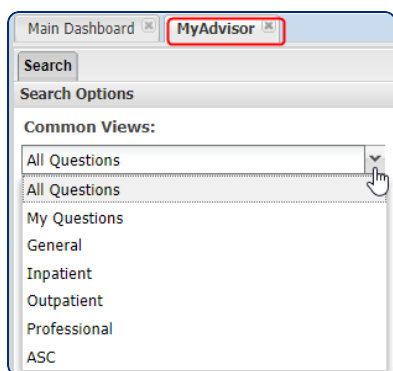 Main Dashboard MyAdvisor
Search
Search Options
Common Views:
All Questions
All Questions
My Questions
General
Inpatient
Outpatient
Professional
ASC